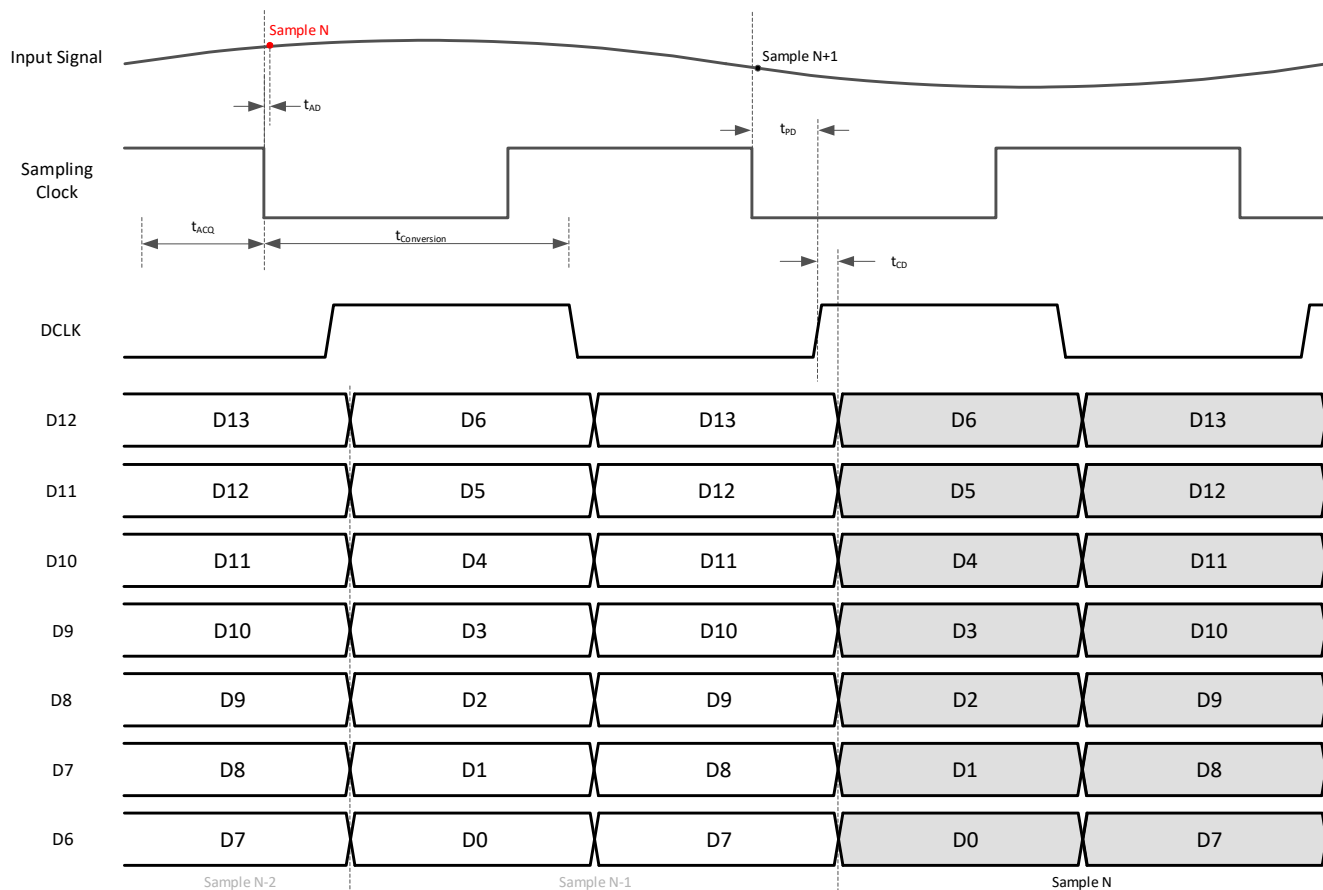 Sample N
Input Signal
Sample N+1
tAD
tPD
Sampling
Clock
tACQ
tConversion
tCD
DCLK
D12 D13 D6 D13 D6 D13
D11 D12 D5 D12 D5 D12
D10 D11 D4 D11 D4 D11
D9 D10 D3 D10 D3 D10
D8 D9 D2 D9 D2 D9
D7 D8 D1 D8 D1 D8
D6 D7 D0 D7 D0 D7
Sample N-2 Sample N-1 Sample N